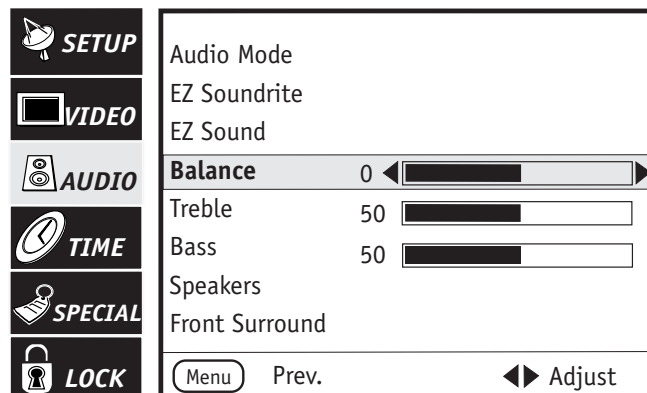 SETUP
VIDEO
AUDIO
TIME
SPECIAL
LOCK
Audio Mode
EZ Soundrite
EZ Sound
Balance 0
Treble 50
Bass 50
Speakers
Front Surround
Menu Prev. Adjust